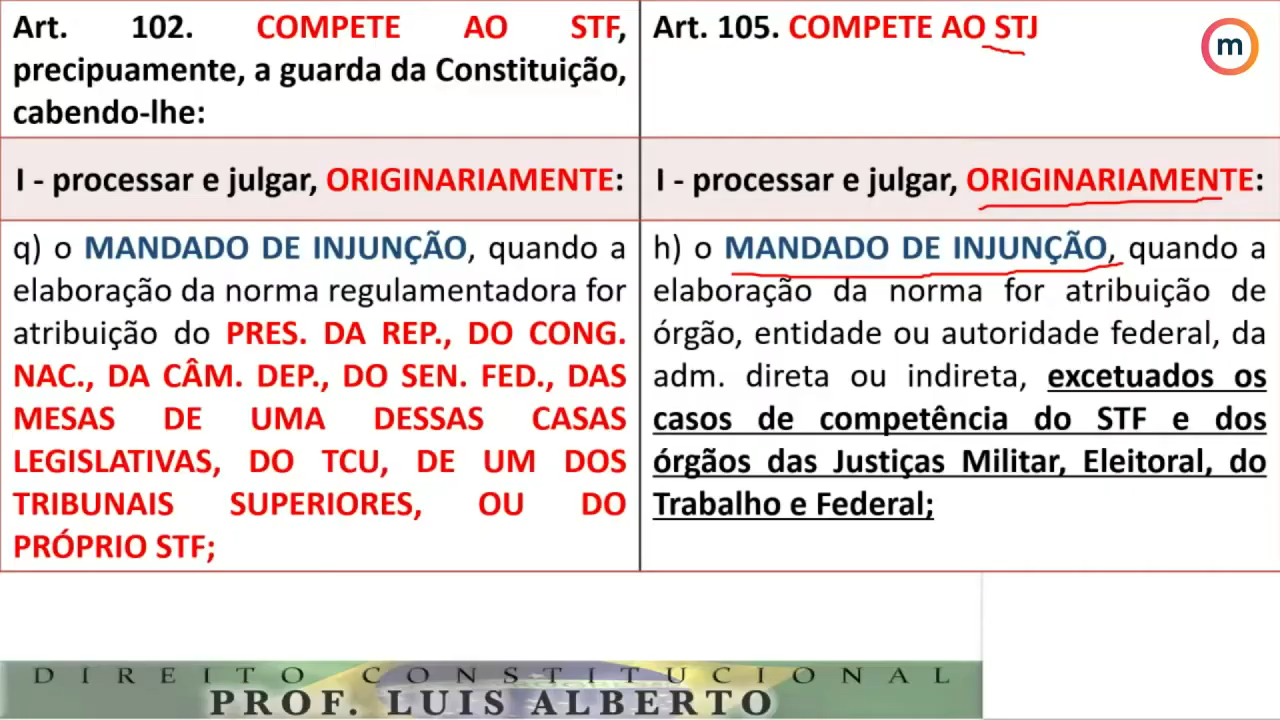 Art. 102. COMPETE AO STF,
precipuamente, a guarda da Constituição,
cabendo-lhe:
Art. 105. COMPETE AO STJ
m
I - processar e julgar, ORIGINARIAMENTE:
I - processar e julgar, ORIGINARIAMENTE:
q) o MANDADO DE INJUNÇÃO, quando a
elaboração da norma regulamentadora for
atribuição do PRES. DA REP., DO CONG.
NAC., DA CÂM. DEP., DO SEN. FED., DAS
MESAS DE UMA DESSAS CASAS
LEGISLATIVAS, DO TCU, DE UM DOS
TRIBUNAIS SUPERIORES, OU DO
PRÓPRIO STF;
h) o MANDADO DE INJUNÇÃO, quando a
elaboração da norma for atribuição de
órgão, entidade ou autoridade federal, da
adm. direta ou indireta, excetuados os
casos de competência do STF e dos
órgãos das Justiças Militar, Eleitoral, do
Trabalho e Federal;
DIREITO CONSTITUCIONAL
PROF. LUIS ALBERTO